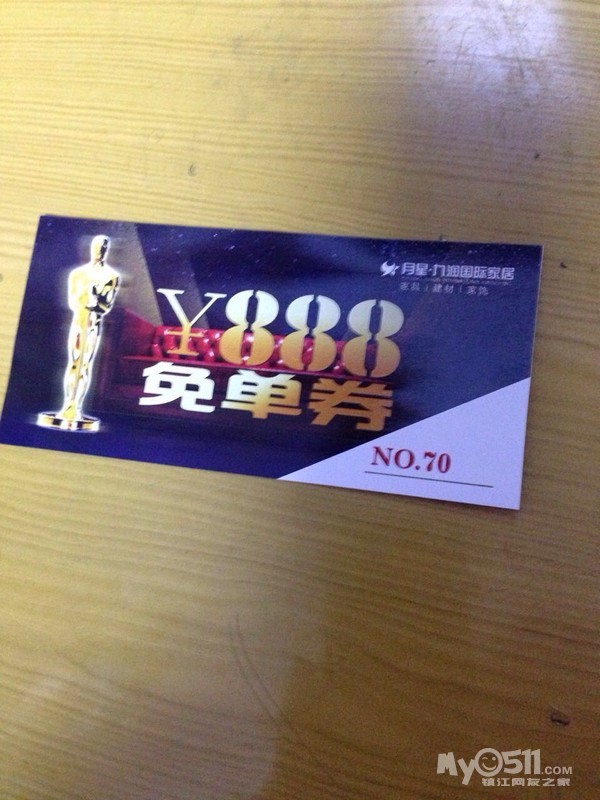 月星·九润国际家居
家具 | 建材 | 家饰
¥888
免单券
NO.70
MY0511.COM
镇江网友之家